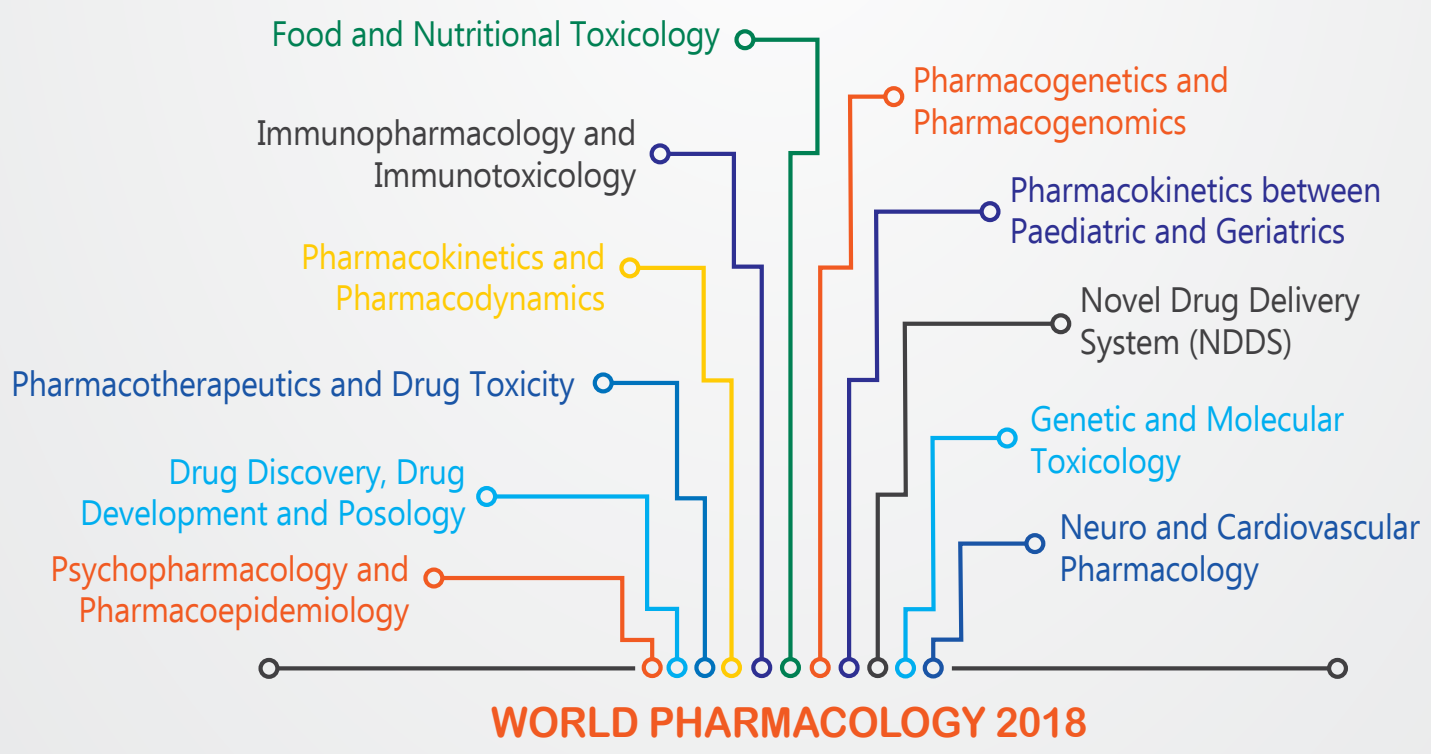 Food and Nutritional Toxicology
Immunopharmacology and
Immunotoxicology
Pharmacokinetics and
Pharmacodynamics
Pharmacotherapeutics and Drug Toxicity
Drug Discovery, Drug
Development and Posology
Psychopharmacology and
Pharmacoepidemiology
Pharmacogenetics and
Pharmacogenomics
Pharmacokinetics between
Paediatric and Geriatrics
Novel Drug Delivery
System (NDDS)
Genetic and Molecular
Toxicology
Neuro and Cardiovascular
Pharmacology
WORLD PHARMACOLOGY 2018